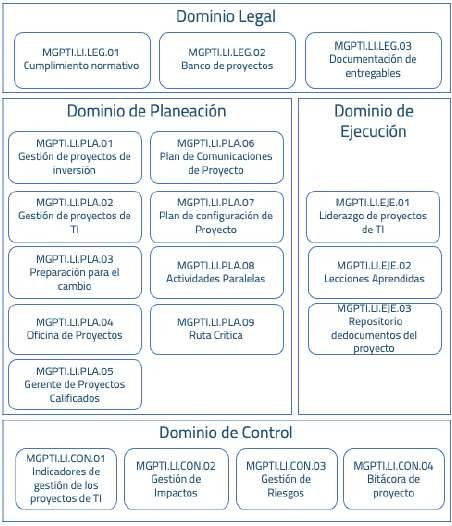 Dominio Legal
MGPTI.LI.LEG.01
Cumplimiento normativo
MGPTI.LI.LEG.02
Banco de proyectos
MGPTI.LI.LEG.03
Documentación de
entregables
Dominio de Planeación
MGPTI.LI.PLA.01
Gestión de proyectos de
inversión
MGPTI.LI.PLA.02
Gestión de proyectos de
TI
MGPTI.LI.PLA.03
Preparación para el
cambio
MGPTI.LI.PLA.04
Oficina de Proyectos
MGPTI.LI.PLA.05
Gerente de Proyectos
Calificados
MGPTI.LI.PLA.06
Plan de Comunicaciones
de Proyecto
MGPTI.LI.PLA.07
Plan de configuración de
Proyecto
MGPTI.LI.PLA.08
Actividades Paralelas
MGPTI.LI.PLA.09
Ruta Crítica
Dominio de
Ejecución
MGPTI.LI.EJE.01
Liderazgo de proyectos
de TI
MGPTI.LI.EJE.02
Lecciones Aprendidas
MGPTI.LI.EJE.03
Repositorio
dedocumentos del
proyecto
Dominio de Control
MGPTI.LI.CON.01
Indicadores de
gestión de los
proyectos de TI
MGPTI.LI.CON.02
Gestión de
Impactos
MGPTI.LI.CON.03
Gestión de
Riesgos
MGPTI.LI.CON.04
Bitácora de
proyecto